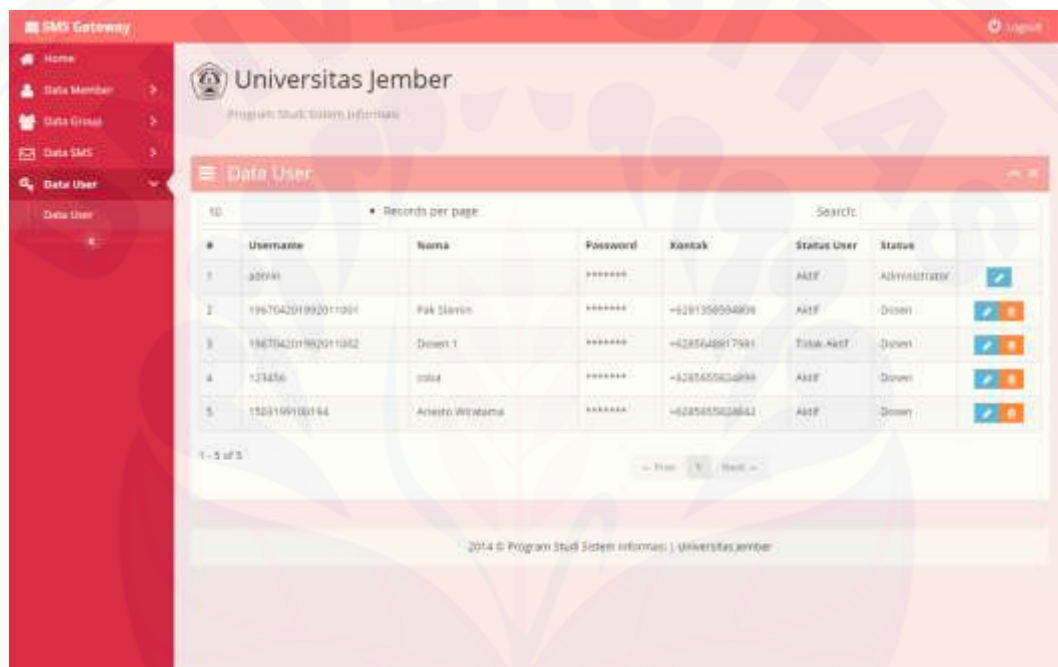 SMS Gateway
Logout
Home
Data Member
Data Group
Data SMS
Data User
Data User
Universitas Jember
Program Studi Sistem Informasi
Data User
10 Records per page Search:
# Username Nama Password Kontak Status User Status
1 admin ******* Aktif Administrator
2 196704201992011001 Pak Slamin ******* Aktif Dosen
3 196704201992011002 Dosen 1 ******* Tidak Aktif Dosen
4 123456 coba ******* Aktif Dosen
5 ******* Aktif Dosen
1 - 5 of 5
← Prev 1 Next →
2014 © Program Studi Sistem Informasi | Universitas Jember
UNIVERSITAS